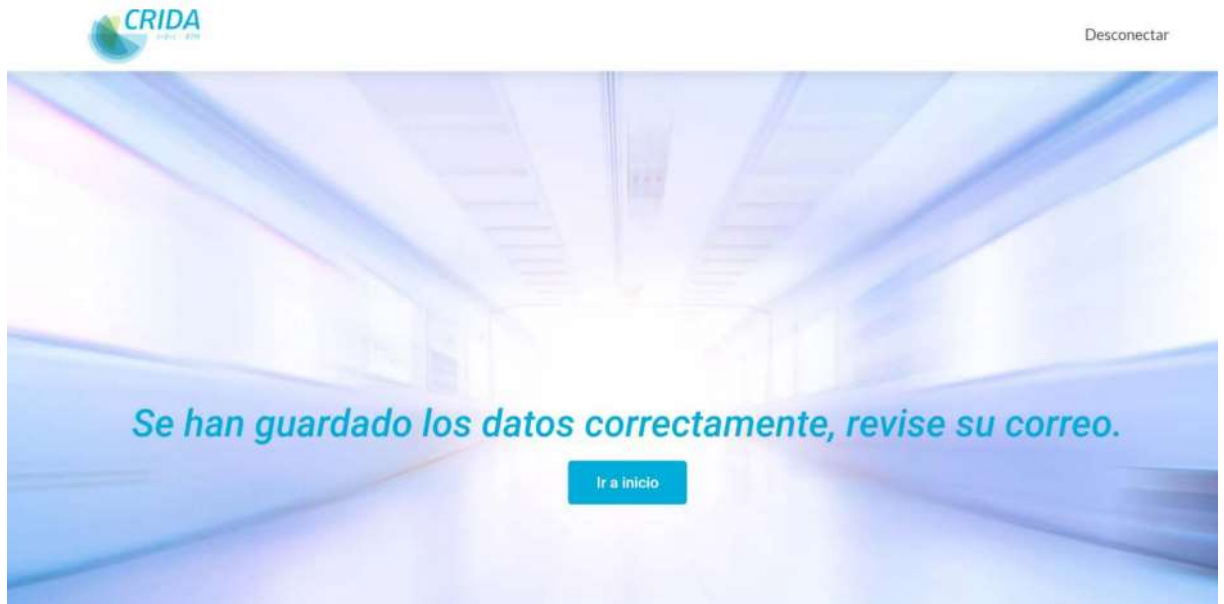 CRIDA
Desconectar
Se han guardado los datos correctamente, revise su correo.
Ir a inicio